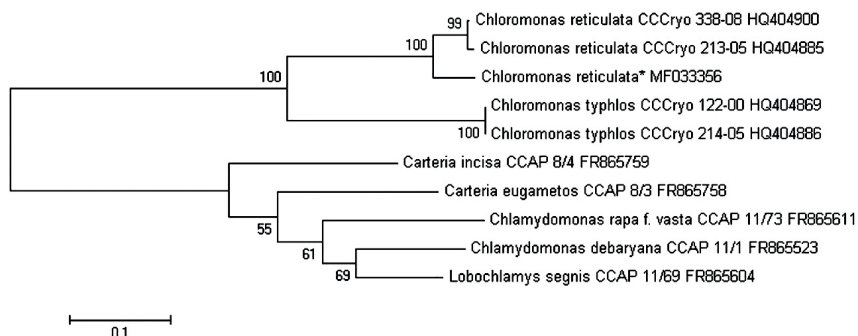 99
Chloromonas reticulata CCCryo 338-08 HQ404900
100
Chloromonas reticulata CCCryo 213-05 HQ404885
100
Chloromonas reticulata* MF033356
Chloromonas typhlos CCCryo 122-00 HQ404869
100
Chloromonas typhlos CCCryo 214-05 HQ404886
Carteria incisa CCAP 8/4 FR865759
Carteria eugametos CCAP 8/3 FR865758
55
Chlamydomonas rapa f. vasta CCAP 11/73 FR865611
61
Chlamydomonas debaryana CCAP 11/1 FR865523
69
Lobochlamys segnis CCAP 11/69 FR865604
0.1